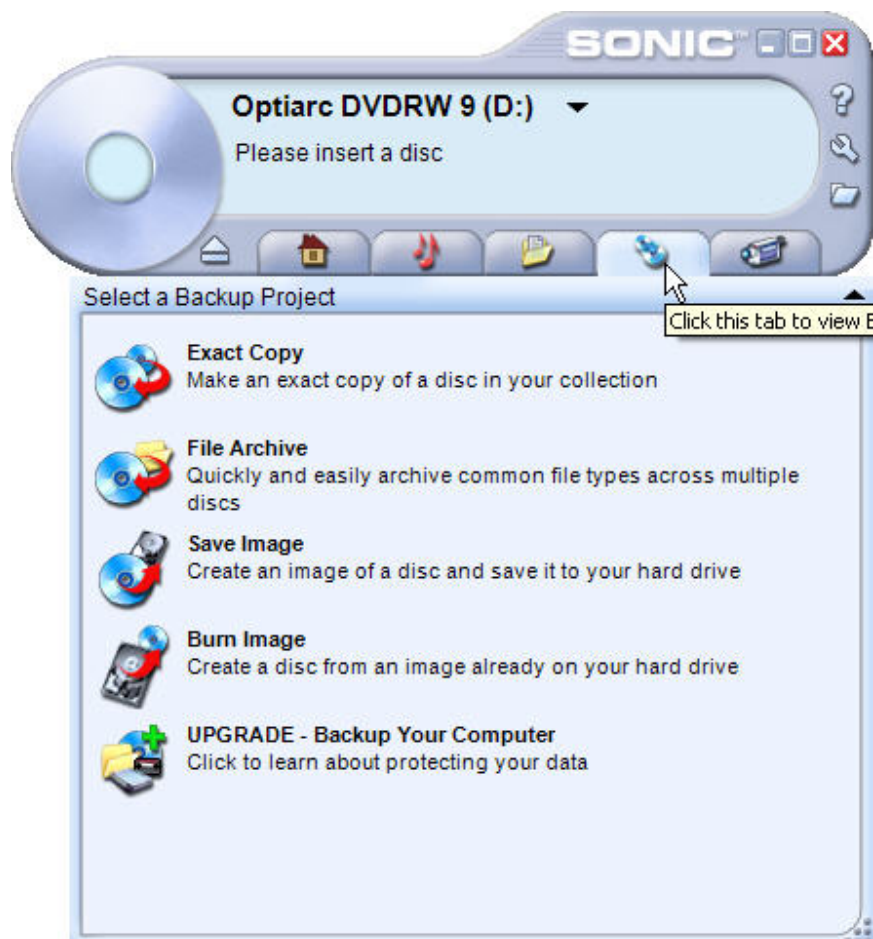 SONIC™
Optiarc DVDRW 9 (D:)
Please insert a disc
Select a Backup Project
Click this tab to view
Exact Copy
Make an exact copy of a disc in your collection
File Archive
Quickly and easily archive common file types across multiple
discs
Save Image
Create an image of a disc and save it to your hard drive
Burn Image
Create a disc from an image already on your hard drive
UPGRADE - Backup Your Computer
Click to learn about protecting your data